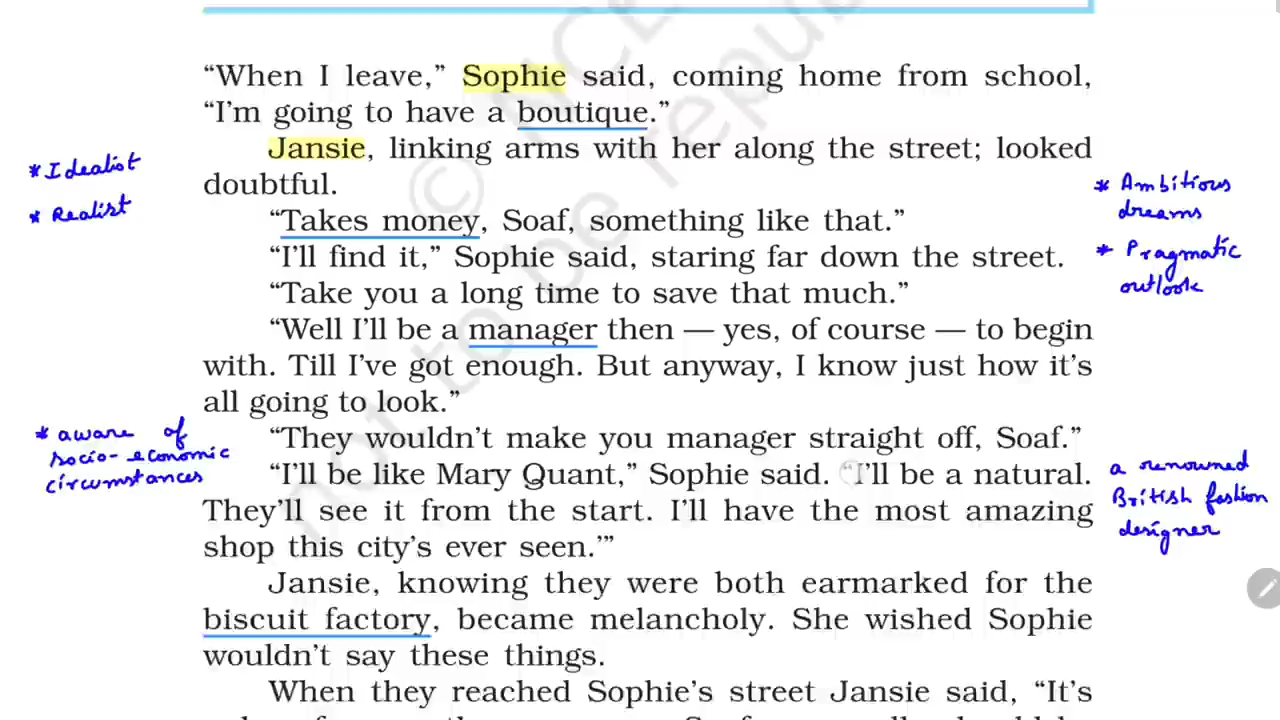 “When I leave,” Sophie said, coming home from school,
“I’m going to have a boutique.”
Jansie, linking arms with her along the street; looked
doubtful.
“Takes money, Soaf, something like that.”
“I’ll find it,” Sophie said, staring far down the street.
“Take you a long time to save that much.”
“Well I’ll be a manager then — yes, of course — to begin
with. Till I’ve got enough. But anyway, I know just how it’s
all going to look.”
“They wouldn’t make you manager straight off, Soaf.”
“I’ll be like Mary Quant,” Sophie said. “I’ll be a natural.
They’ll see it from the start. I’ll have the most amazing
shop this city’s ever seen.’”
Jansie, knowing they were both earmarked for the
biscuit factory, became melancholy. She wished Sophie
wouldn’t say these things.
When they reached Sophie’s street Jansie said, “It’s
* Idealist
* Realist
* aware of
socio-economic
circumstances
* Ambitious
dreams
* Pragmatic
outlook
a renowned
British fashion
designer
© NCE
not to be repub